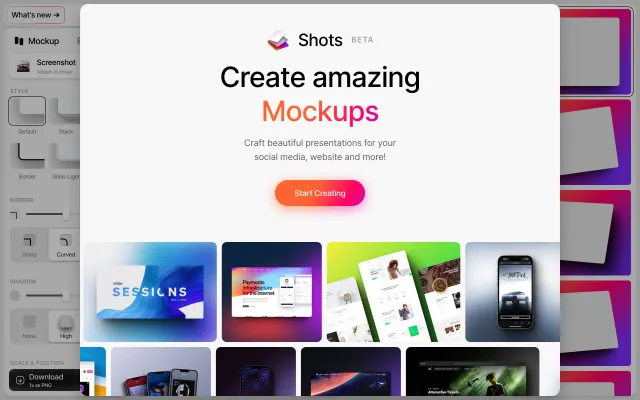 What's new →
Mockup
Screenshot
Adapts to image
STYLE
Default
Stack
Border
Glass Light
BORDER
Sharp
Curved
SHADOW
None
High
SCALE & POSITION
Download
1x as PNG
Shots BETA
Create amazing
Mockups
Craft beautiful presentations for your
social media, website and more!
Start Creating
SESSIONS
Payments
infrastructure
for the internet